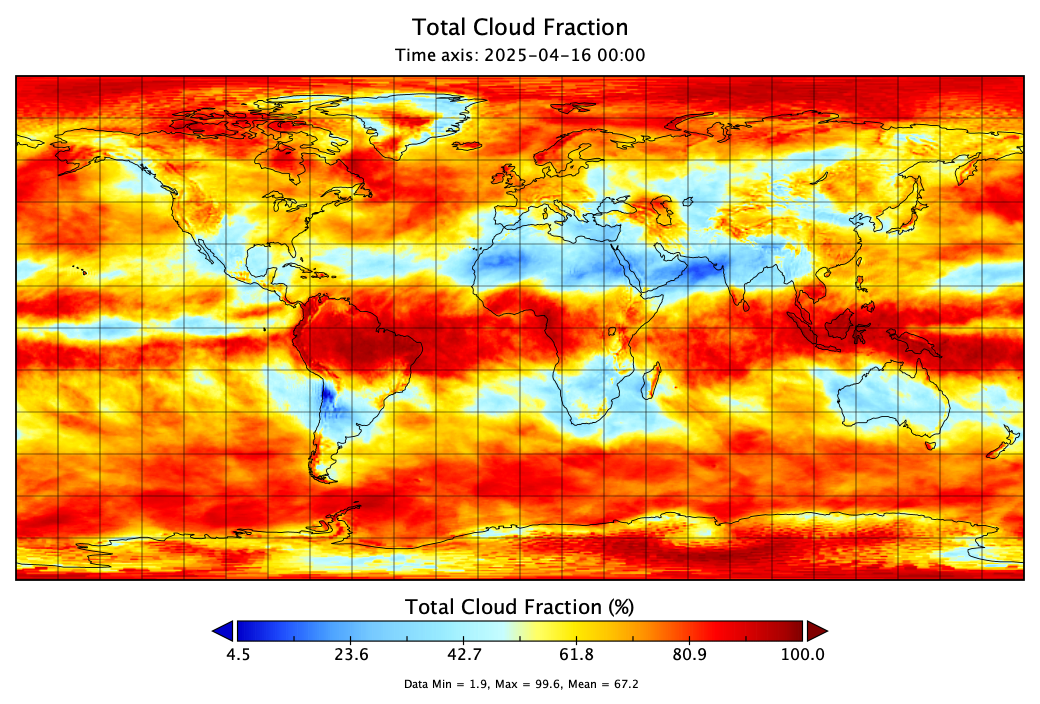 Total Cloud Fraction
Time axis: 2025-04-16 00:00
Total Cloud Fraction (%)
4.5 23.6 42.7 61.8 80.9 100.0
Data Min = 1.9, Max = 99.6, Mean = 67.2